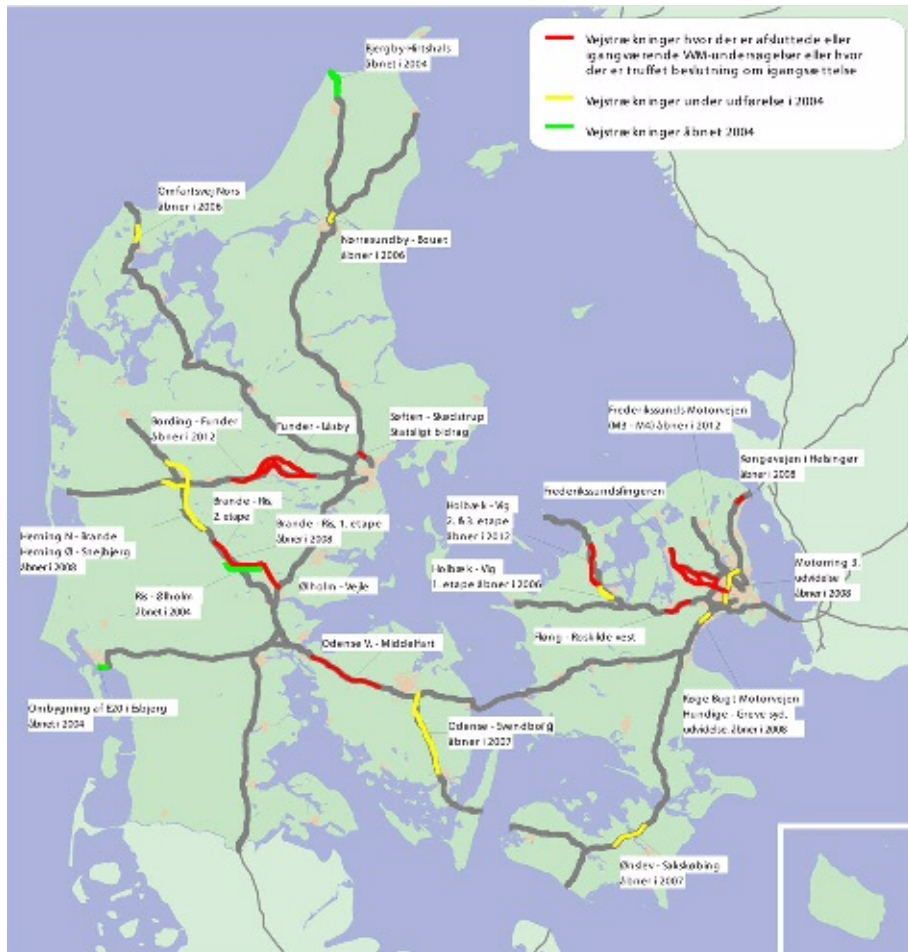 Vejstrækninger hvor der er afsluttede eller
igangværende VVM-undersøgelser eller hvor
der er truffet beslutning om igangsættelse
Vejstrækninger under udførelse i 2004
Vejstrækninger åbnet 2004
Bjergby-Hirtshals
åbnet i 2004
Omfartsvej Nors
åbner i 2006
Nørresundby - Bouet
åbner i 2006
Bording - Funder
åbner i 2012
Funder - Låsby
Søften - Skødstrup
Statsligt bidrag
Frederikssunds Motorvejen
(M3 - M4) åbner i 2012
Kongevejen i Helsingør
åbner i 2008
Brande - Ris,
2. etape
Brande - Ris, 1. etape
åbner i 2008
Holbæk - Vig
2. & 3. etape
åbner i 2012
Frederikssundsfingeren
Herning N - Brande
Herning Ø - Snejbjerg
åbner i 2008
Holbæk - Vig
1. etape åbner i 2006
Motorring 3,
udvidelse
åbner i 2008
Ris - Ølholm
åbnet i 2004
Ølholm - Vejle
Fløng - Roskilde vest
Odense V. - Middelfart
Ombygning af E20 i Esbjerg
åbnet i 2004
Odense - Svendborg
åbner i 2007
Køge Bugt Motorvejen
Hundige - Greve syd,
udvidelse, åbner i 2008
Ønslev - Sakskøbing
åbner i 2007